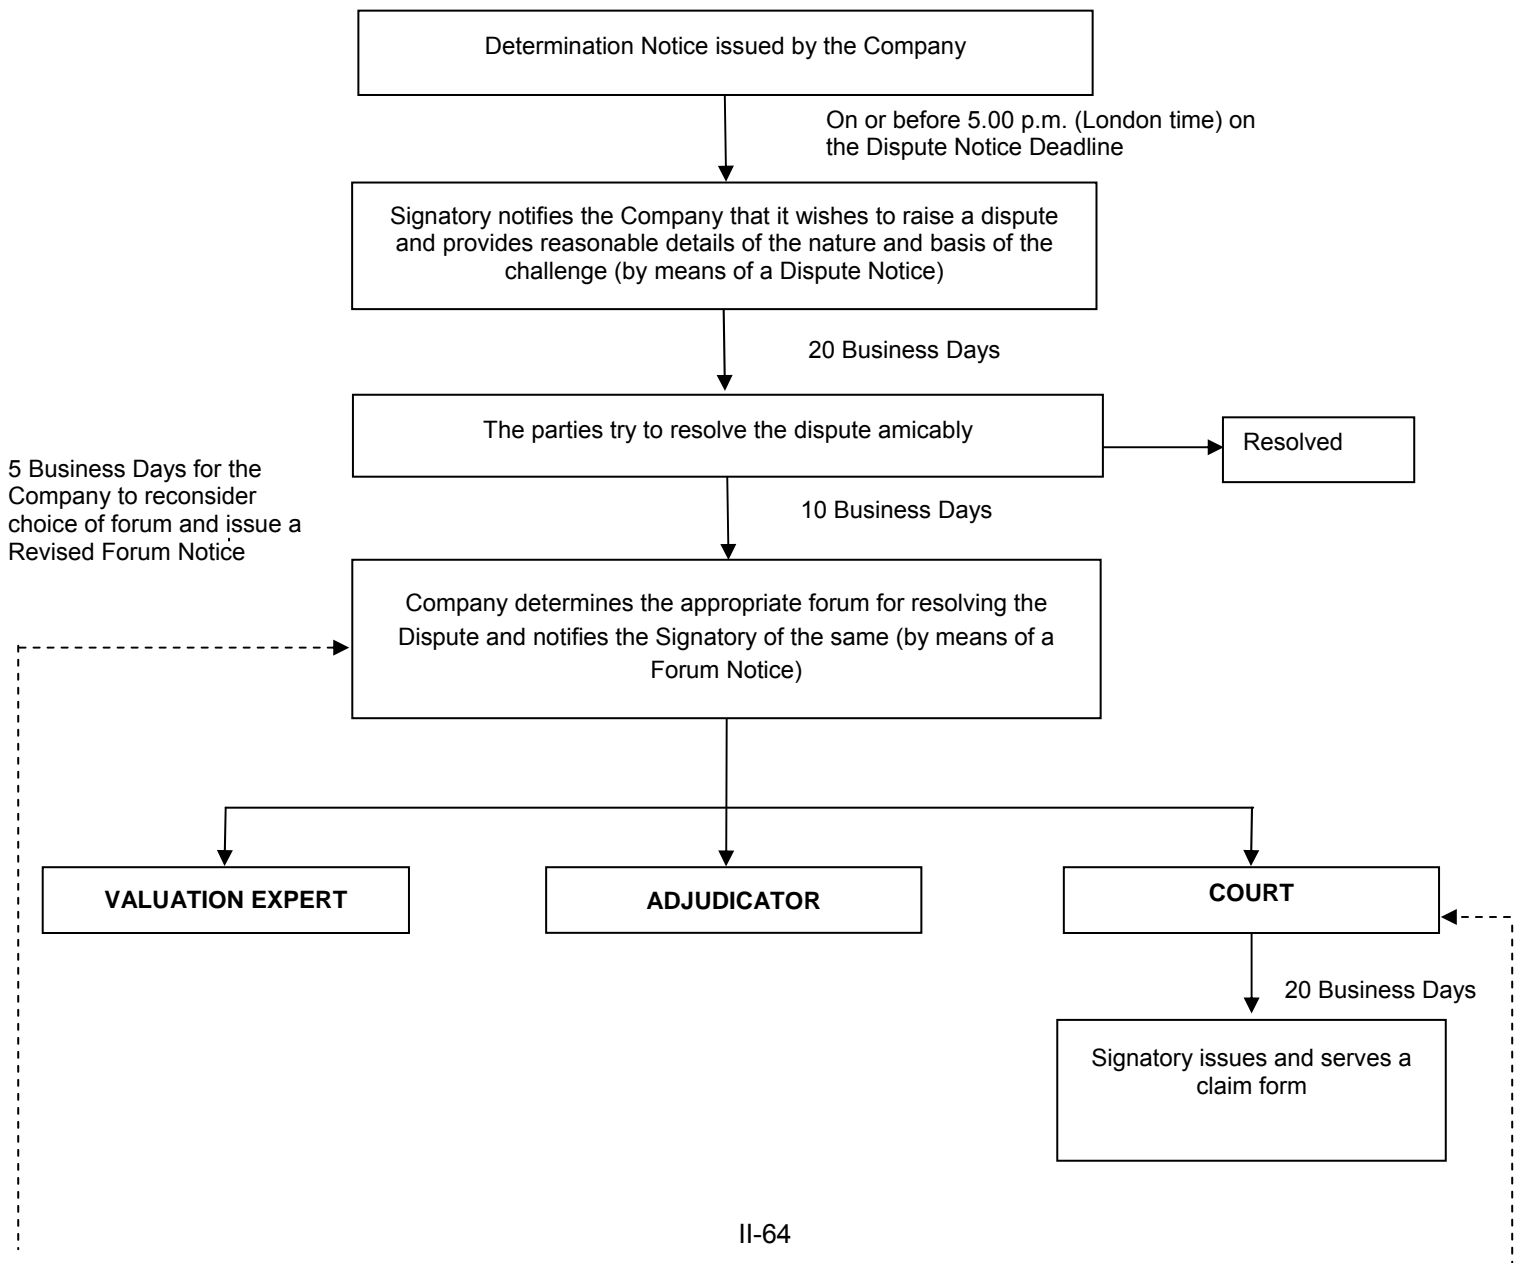 Determination Notice issued by the Company
On or before 5.00 p.m. (London time) on
the Dispute Notice Deadline
Signatory notifies the Company that it wishes to raise a dispute
and provides reasonable details of the nature and basis of the
challenge (by means of a Dispute Notice)
20 Business Days
The parties try to resolve the dispute amicably
Resolved
5 Business Days for the
Company to reconsider
choice of forum and issue a
Revised Forum Notice
10 Business Days
Company determines the appropriate forum for resolving the
Dispute and notifies the Signatory of the same (by means of a
Forum Notice)
VALUATION EXPERT
ADJUDICATOR
COURT
20 Business Days
Signatory issues and serves a
claim form
II-64